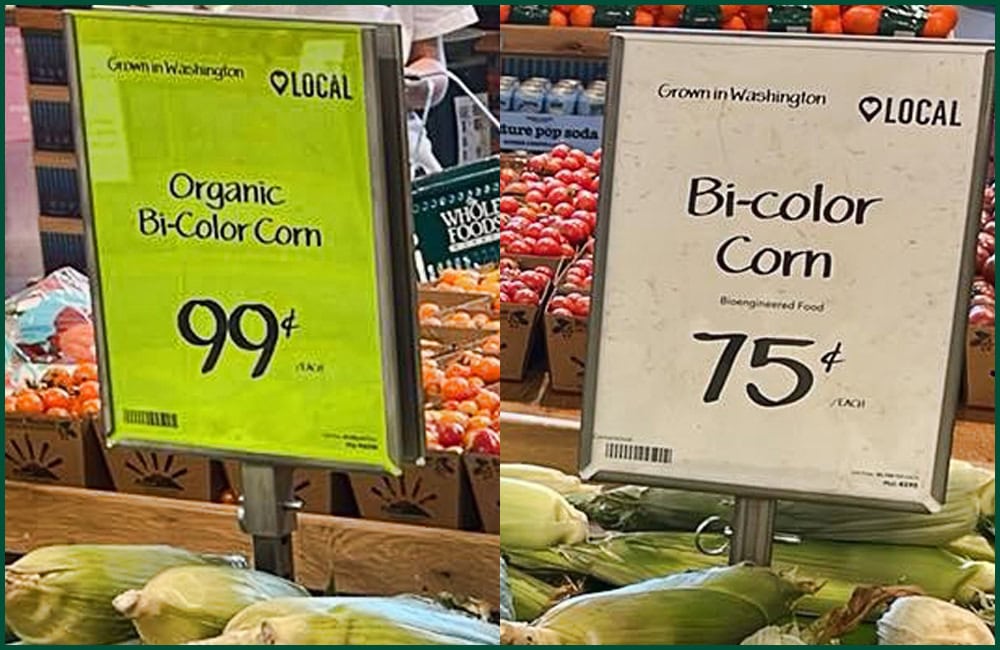 Grown in Washington
LOCAL
Organic
Bi-Color Corn
99¢
/EACH
WHOLE
FOODS
Grown in Washington
LOCAL
Bi-color
Corn
Bioengineered Food
75¢
/EACH
ture pop soda